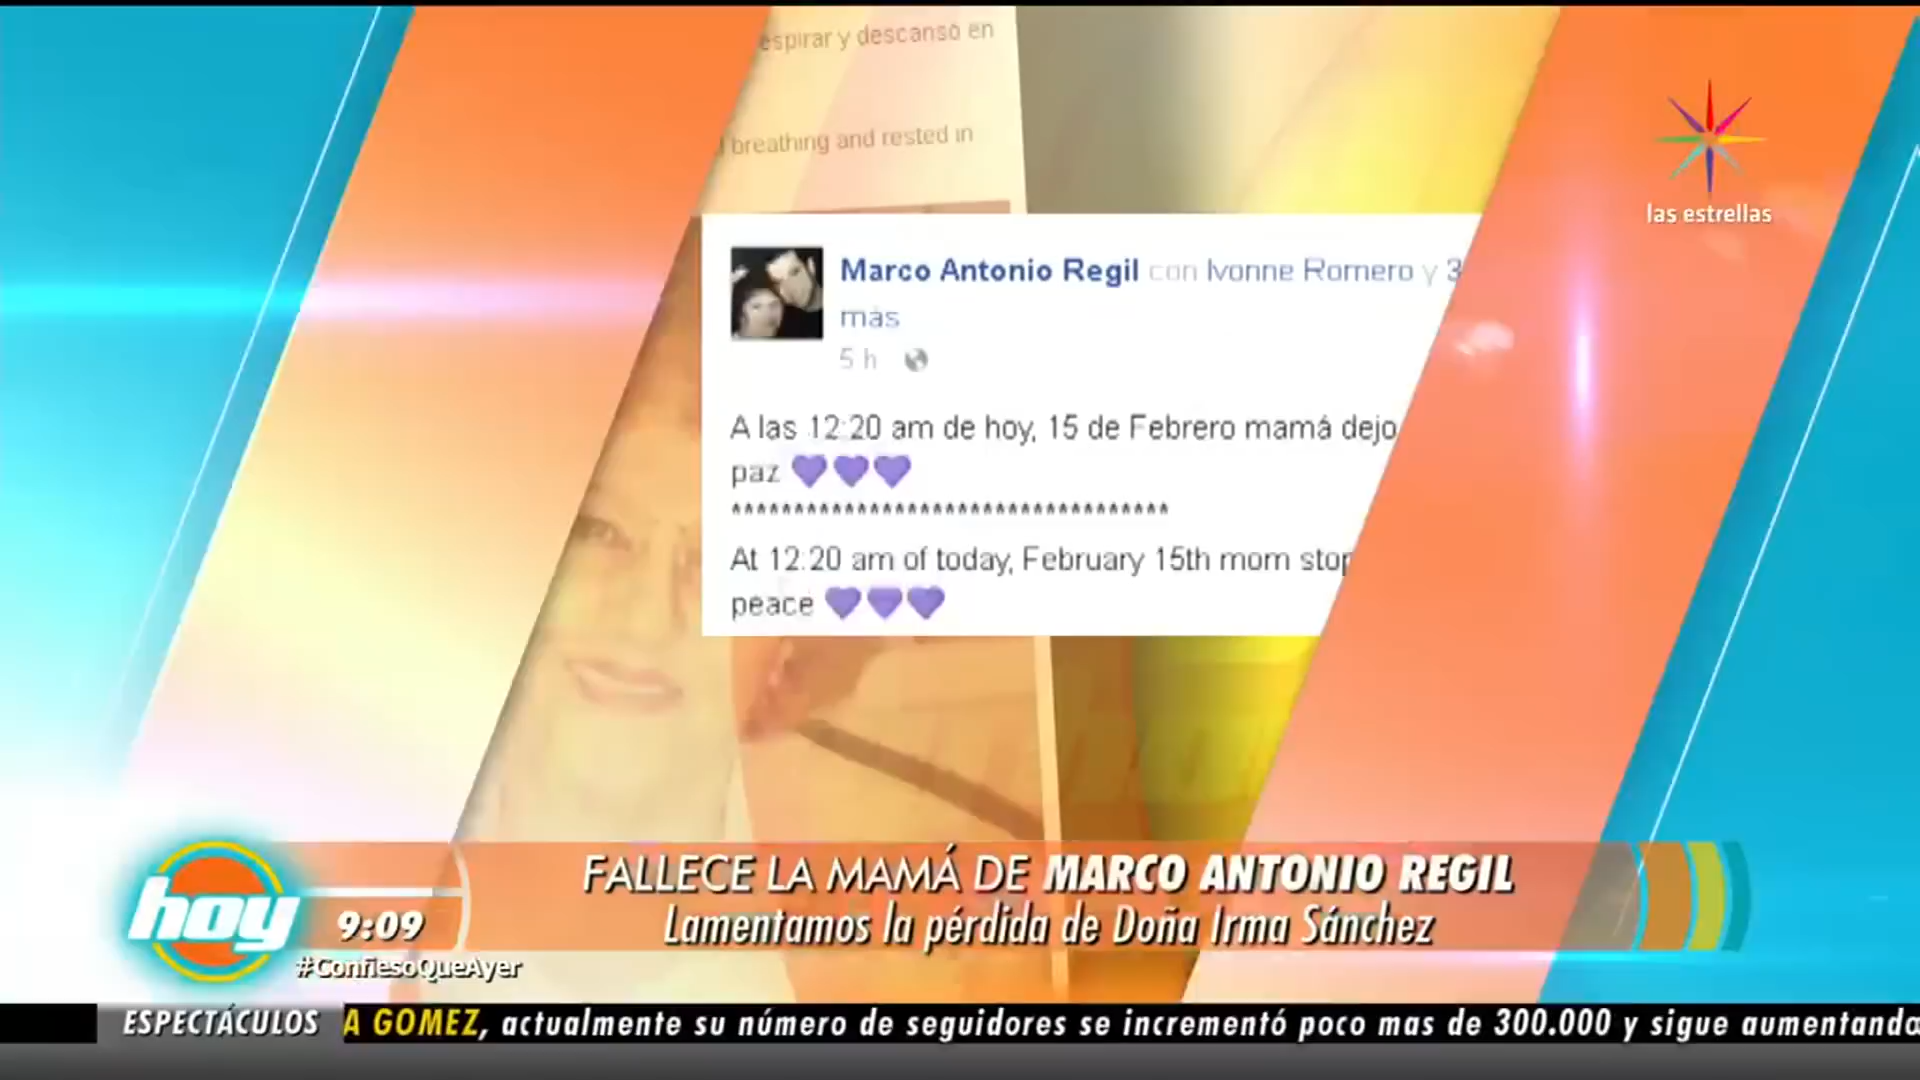 espirar y descansó en
breathing and rested in
las estrellas
Marco Antonio Regil con Ivonne Romero y 3
más
5 h
A las 12:20 am de hoy, 15 de Febrero mamá dejo
paz 💜💜💜
***********************************
At 12:20 am of today, February 15th mom stop
peace 💜💜💜
FALLECE LA MAMÁ DE MARCO ANTONIO REGIL
Lamentamos la pérdida de Doña Irma Sánchez
hoy
9:09
#ConfiesoQueAyer
ESPECTÁCULOS A GOMEZ, actualmente su número de seguidores se incrementó poco mas de 300.000 y sigue aumentando